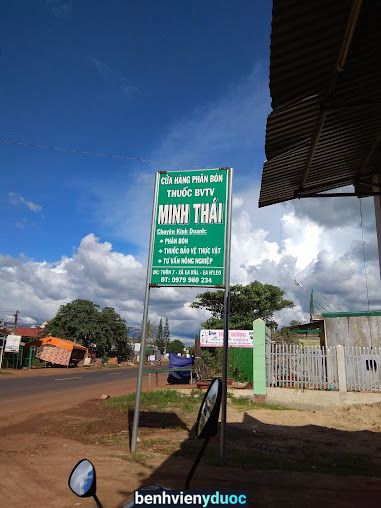 CỬA HÀNG PHÂN BÓN
THUỐC BVTV
MINH THÁI
Chuyên Kinh Doanh:
+ PHÂN BÓN
+ THUỐC BẢO VỆ THỰC VẬT
+ TƯ VẤN NÔNG NGHIỆP
ĐC: THÔN 7 - XÃ EA RĂL - EA H'LEO
ĐT: 0979 980 234
benhvienyduoc